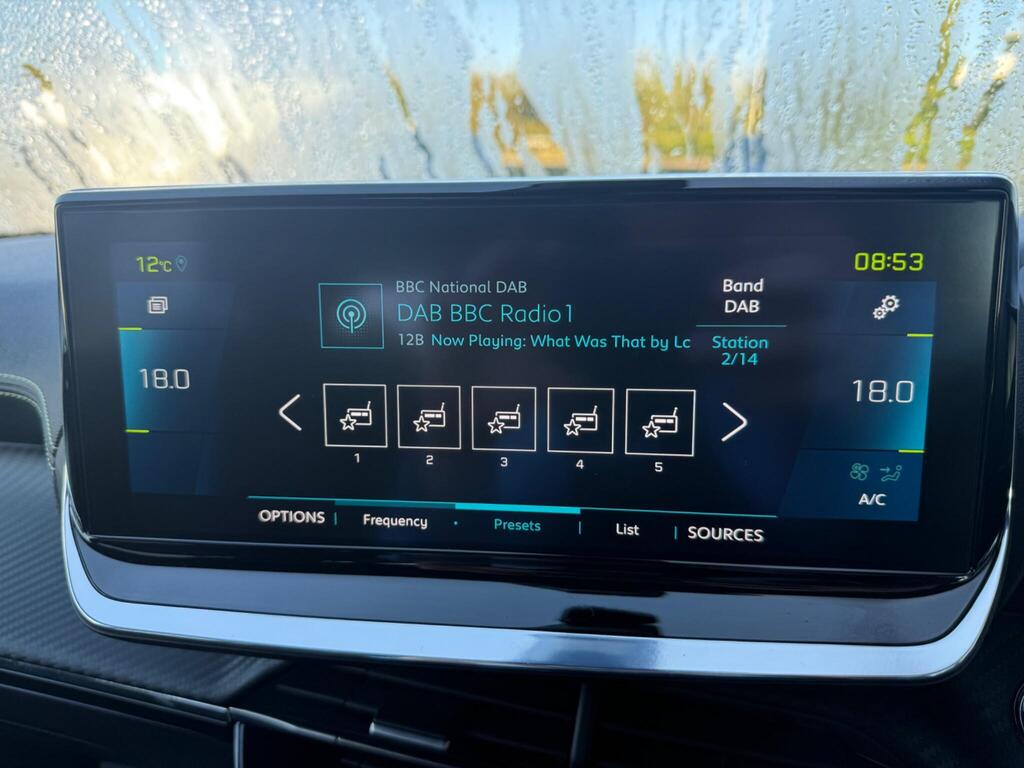 12°C
08:53
BBC National DAB
DAB BBC Radio1
12B Now Playing: What Was That by Lc
Band
DAB
Station
2/14
18.0
18.0
1
2
3
4
5
A/C
OPTIONS
Frequency
Presets
List
SOURCES